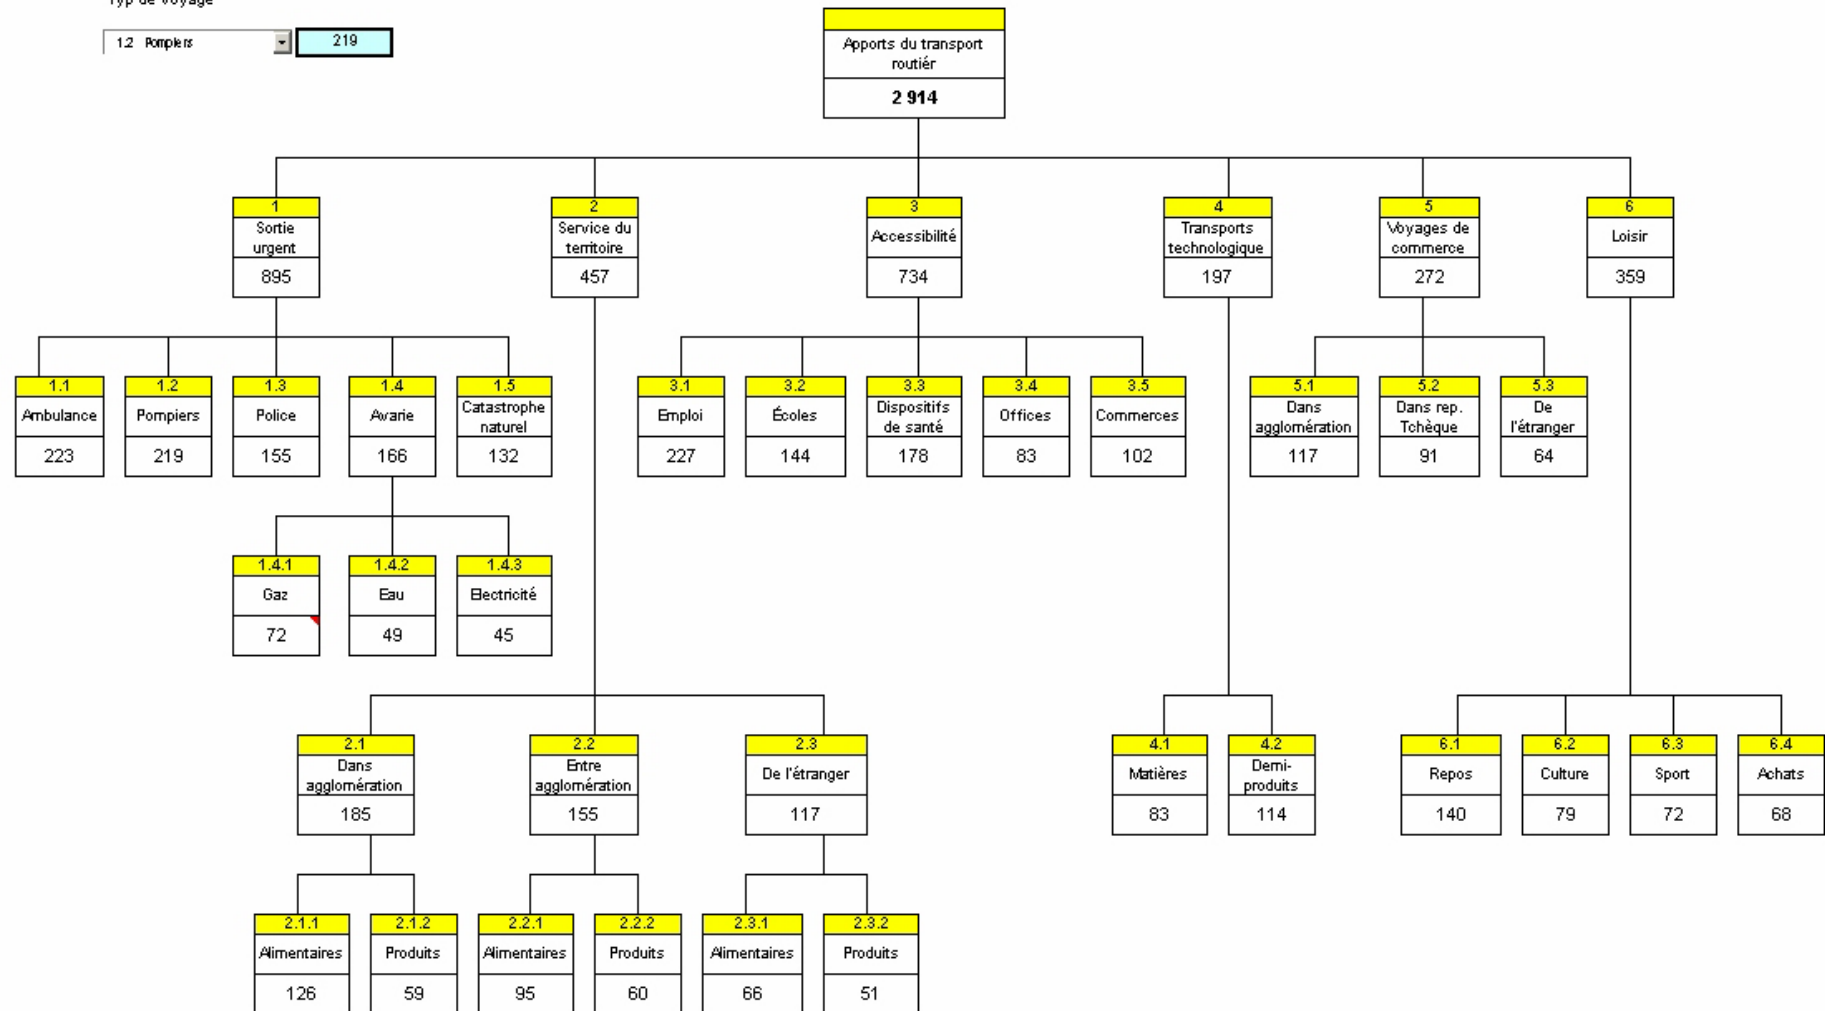 Typ de Voyage
1.2 Pompiers
219
Apports du transport
routiér
2 914
1
Sortie
urgent
895
2
Service du
territoire
457
3
Accessibilité
734
4
Transports
technologique
197
5
Voyages de
commerce
272
6
Loisir
359
1.1
Ambulance
223
1.2
Pompiers
219
1.3
Police
155
1.4
Avarie
166
1.5
Catastrophe
naturel
132
3.1
Emploi
227
3.2
Écoles
144
3.3
Dispositifs
de santé
178
3.4
Offices
83
3.5
Commerces
102
5.1
Dans
agglomération
117
5.2
Dans rep.
Tchèque
91
5.3
De
l'étranger
64
1.4.1
Gaz
72
1.4.2
Eau
49
1.4.3
Electricité
45
2.1
Dans
agglomération
185
2.2
Entre
agglomération
155
2.3
De l'étranger
117
4.1
Matières
83
4.2
Demi-
produits
114
6.1
Repos
140
6.2
Culture
79
6.3
Sport
72
6.4
Achats
68
2.1.1
Alimentaires
126
2.1.2
Produits
59
2.2.1
Alimentaires
95
2.2.2
Produits
60
2.3.1
Alimentaires
66
2.3.2
Produits
51